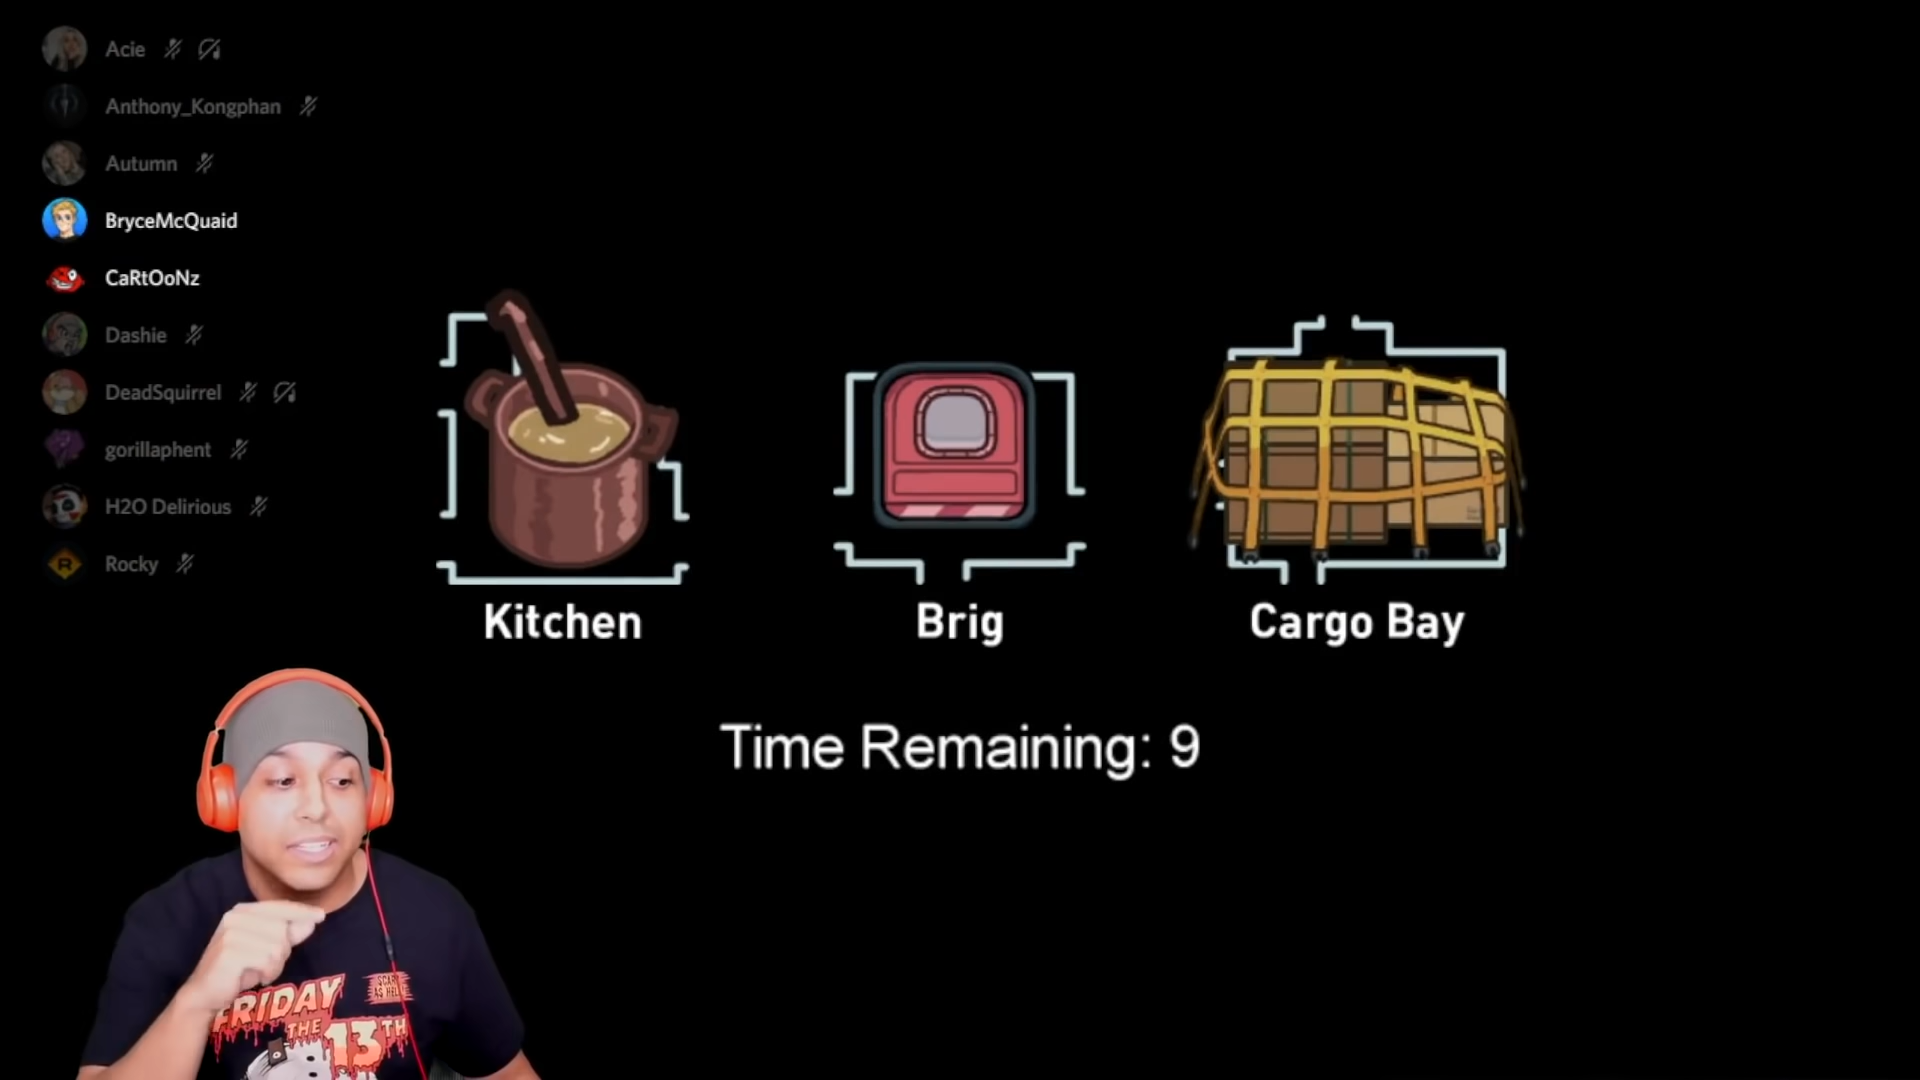 Acie
Anthony_Kongphan
Autumn
BryceMcQuaid
CaRtOoNz
Dashie
DeadSquirrel
gorillaphent
H2O Delirious
R Rocky
Kitchen
Brig
Cargo Bay
Time Remaining: 9
FRIDAY
THE
13TH